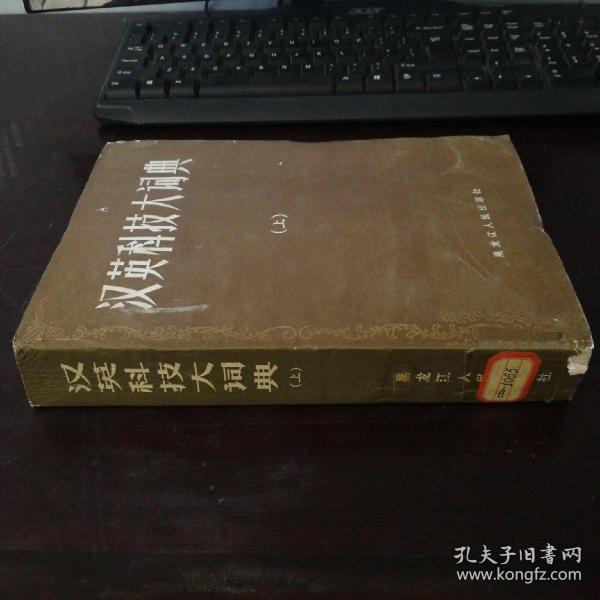 汉英科技大词典
(上)
黑龙江人民出版社
汉英科技大词典(上)
黑龙江人民 社
中-1065
孔夫子旧书网
www.kongfz.com